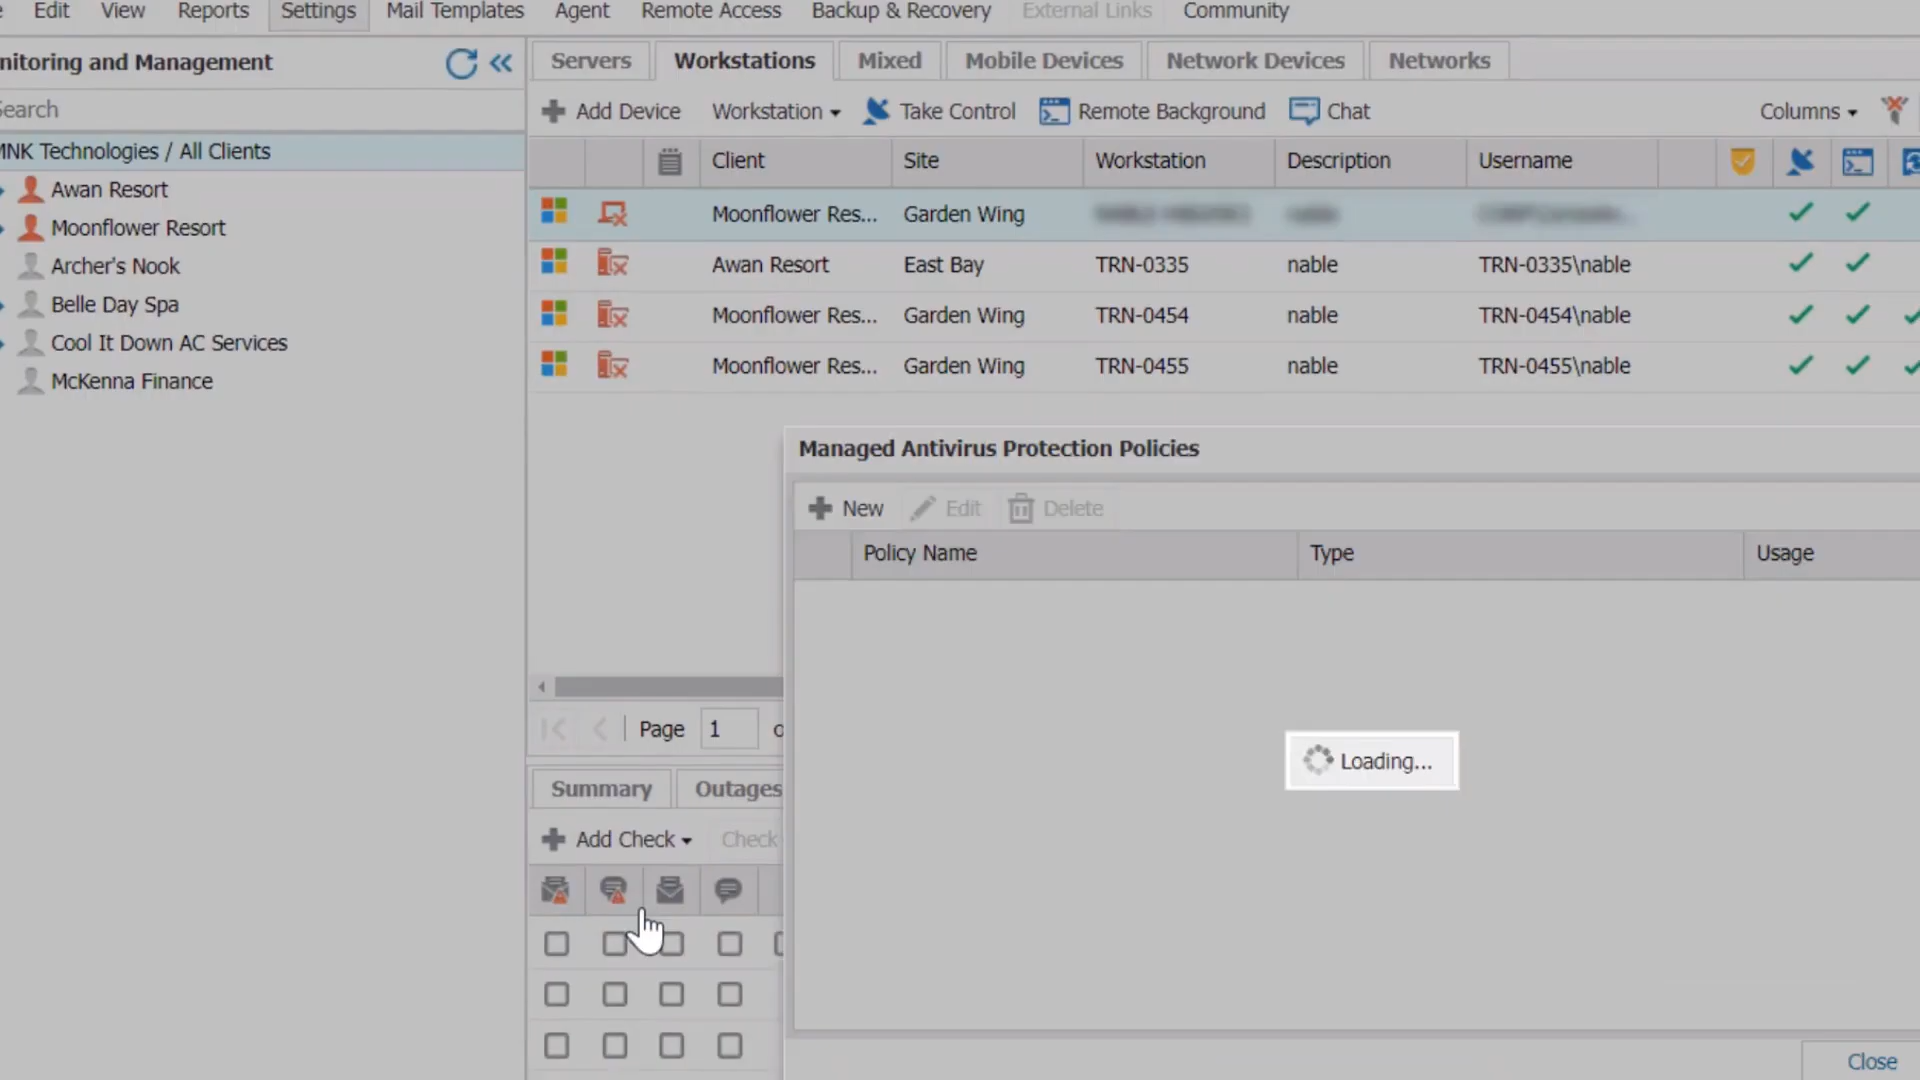 Edit View Reports Settings Mail Templates Agent Remote Access Backup & Recovery External Links Community
nitoring and Management
Search
MNK Technologies / All Clients
Awan Resort
Moonflower Resort
Archer's Nook
Belle Day Spa
Cool It Down AC Services
McKenna Finance
Servers Workstations Mixed Mobile Devices Network Devices Networks
Add Device Workstation Take Control Remote Background Chat Columns
Client Site Workstation Description Username
Moonflower Res... Garden Wing
Awan Resort East Bay TRN-0335 nable TRN-0335\nable
Moonflower Res... Garden Wing TRN-0454 nable TRN-0454\nable
Moonflower Res... Garden Wing TRN-0455 nable TRN-0455\nable
Page 1 o
Summary Outages
Add Check Check
Managed Antivirus Protection Policies
New Edit Delete
Policy Name Type Usage
Loading...
Close